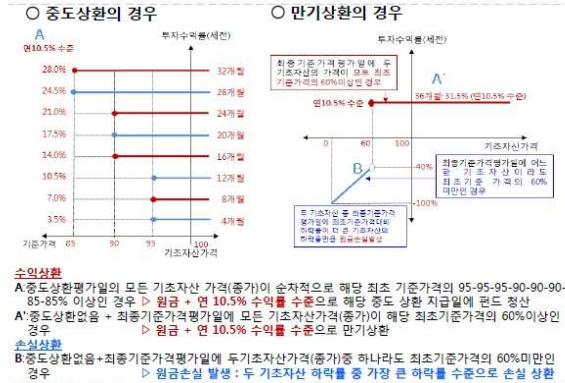 ○ 중도상환의 경우
A
연10.5% 수준
투자수익률(세전)
28.0%
32개월
24.5%
28개월
21.0%
24개월
17.5%
20개월
14.0%
16개월
10.5%
12개월
7.0%
8개월
3.5%
4개월
기준가격 85 90 95 100
기초자산가격
○ 만기상환의 경우
투자수익률(세전)
최종기준가격평가일에 두
기초자산의 가격이 모두 최초
기준가격의 60%이상인 경우
A'
연10.5% 수준
36개월: 31.5% (연10.5% 수준)
기초자산가격
0 60 100
B
-40%
-100%
최종기준가격평가일에 어느
한 기초자산이라도
최초기준 가격의 60%
미만인 경우
두 기초자산 중 최종기준가격
평가일에 최초기준가격대비
하락률이 더 큰 기초자산의
하락률만큼 원금손실발생
수익상환
A:중도상환평가일의 모든 기초자산 가격(종가)이 순차적으로 해당 최초 기준가격의 95-95-95-90-90-90-
85-85% 이상인 경우 ▷ 원금 + 연 10.5% 수익률 수준으로 해당 중도 상환 지급일에 펀드 청산
A':중도상환없음 + 최종기준가격평가일에 모든 기초자산가격(종가)이 해당 최초기준가격의 60%이상인
경우 ▷ 원금 + 연 10.5% 수익률 수준으로 만기상환
손실상환
B:중도상환없음+최종기준가격평가일에 두기초자산가격(종가)중 하나라도 최초기준가격의 60%미만인
경우 ▷ 원금손실 발생 : 두 기초자산 하락률 중 가장 큰 하락률 수준으로 손실 상환